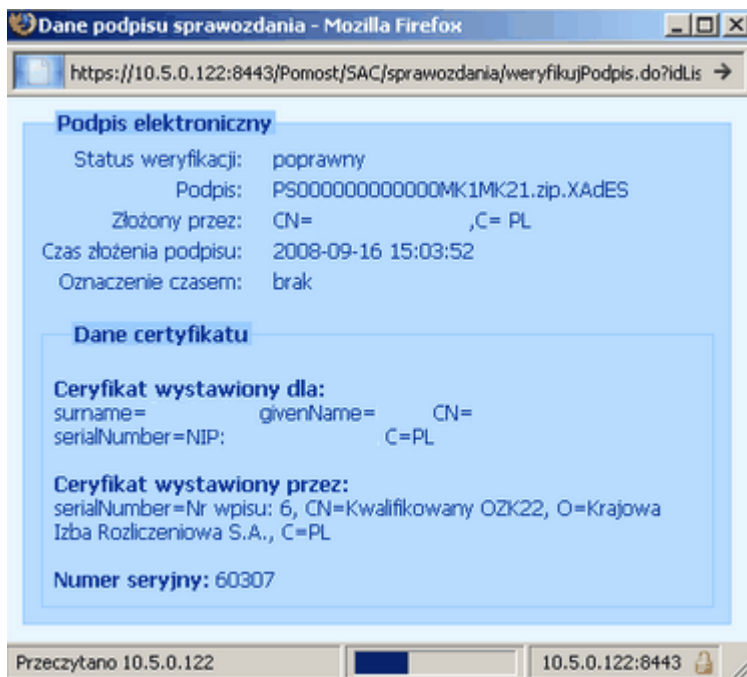 Dane podpisu sprawozdania - Mozilla Firefox
https://10.5.0.122:8443/Pomost/SAC/sprawozdania/weryfikujPodpis.do?idLis
Podpis elektroniczny
Status weryfikacji: poprawny
Podpis: PS000000000000MK1MK21.zip.XAdES
Złożony przez: CN= ,C= PL
Czas złożenia podpisu: 2008-09-16 15:03:52
Oznaczenie czasem: brak
Dane certyfikatu
Ceryfikat wystawiony dla:
surname= givenName= CN=
serialNumber=NIP: C=PL
Ceryfikat wystawiony przez:
serialNumber=Nr wpisu: 6, CN=Kwalifikowany OZK22, O=Krajowa
Izba Rozliczeniowa S.A., C=PL
Numer seryjny: 60307
Przeczytano 10.5.0.122 10.5.0.122:8443